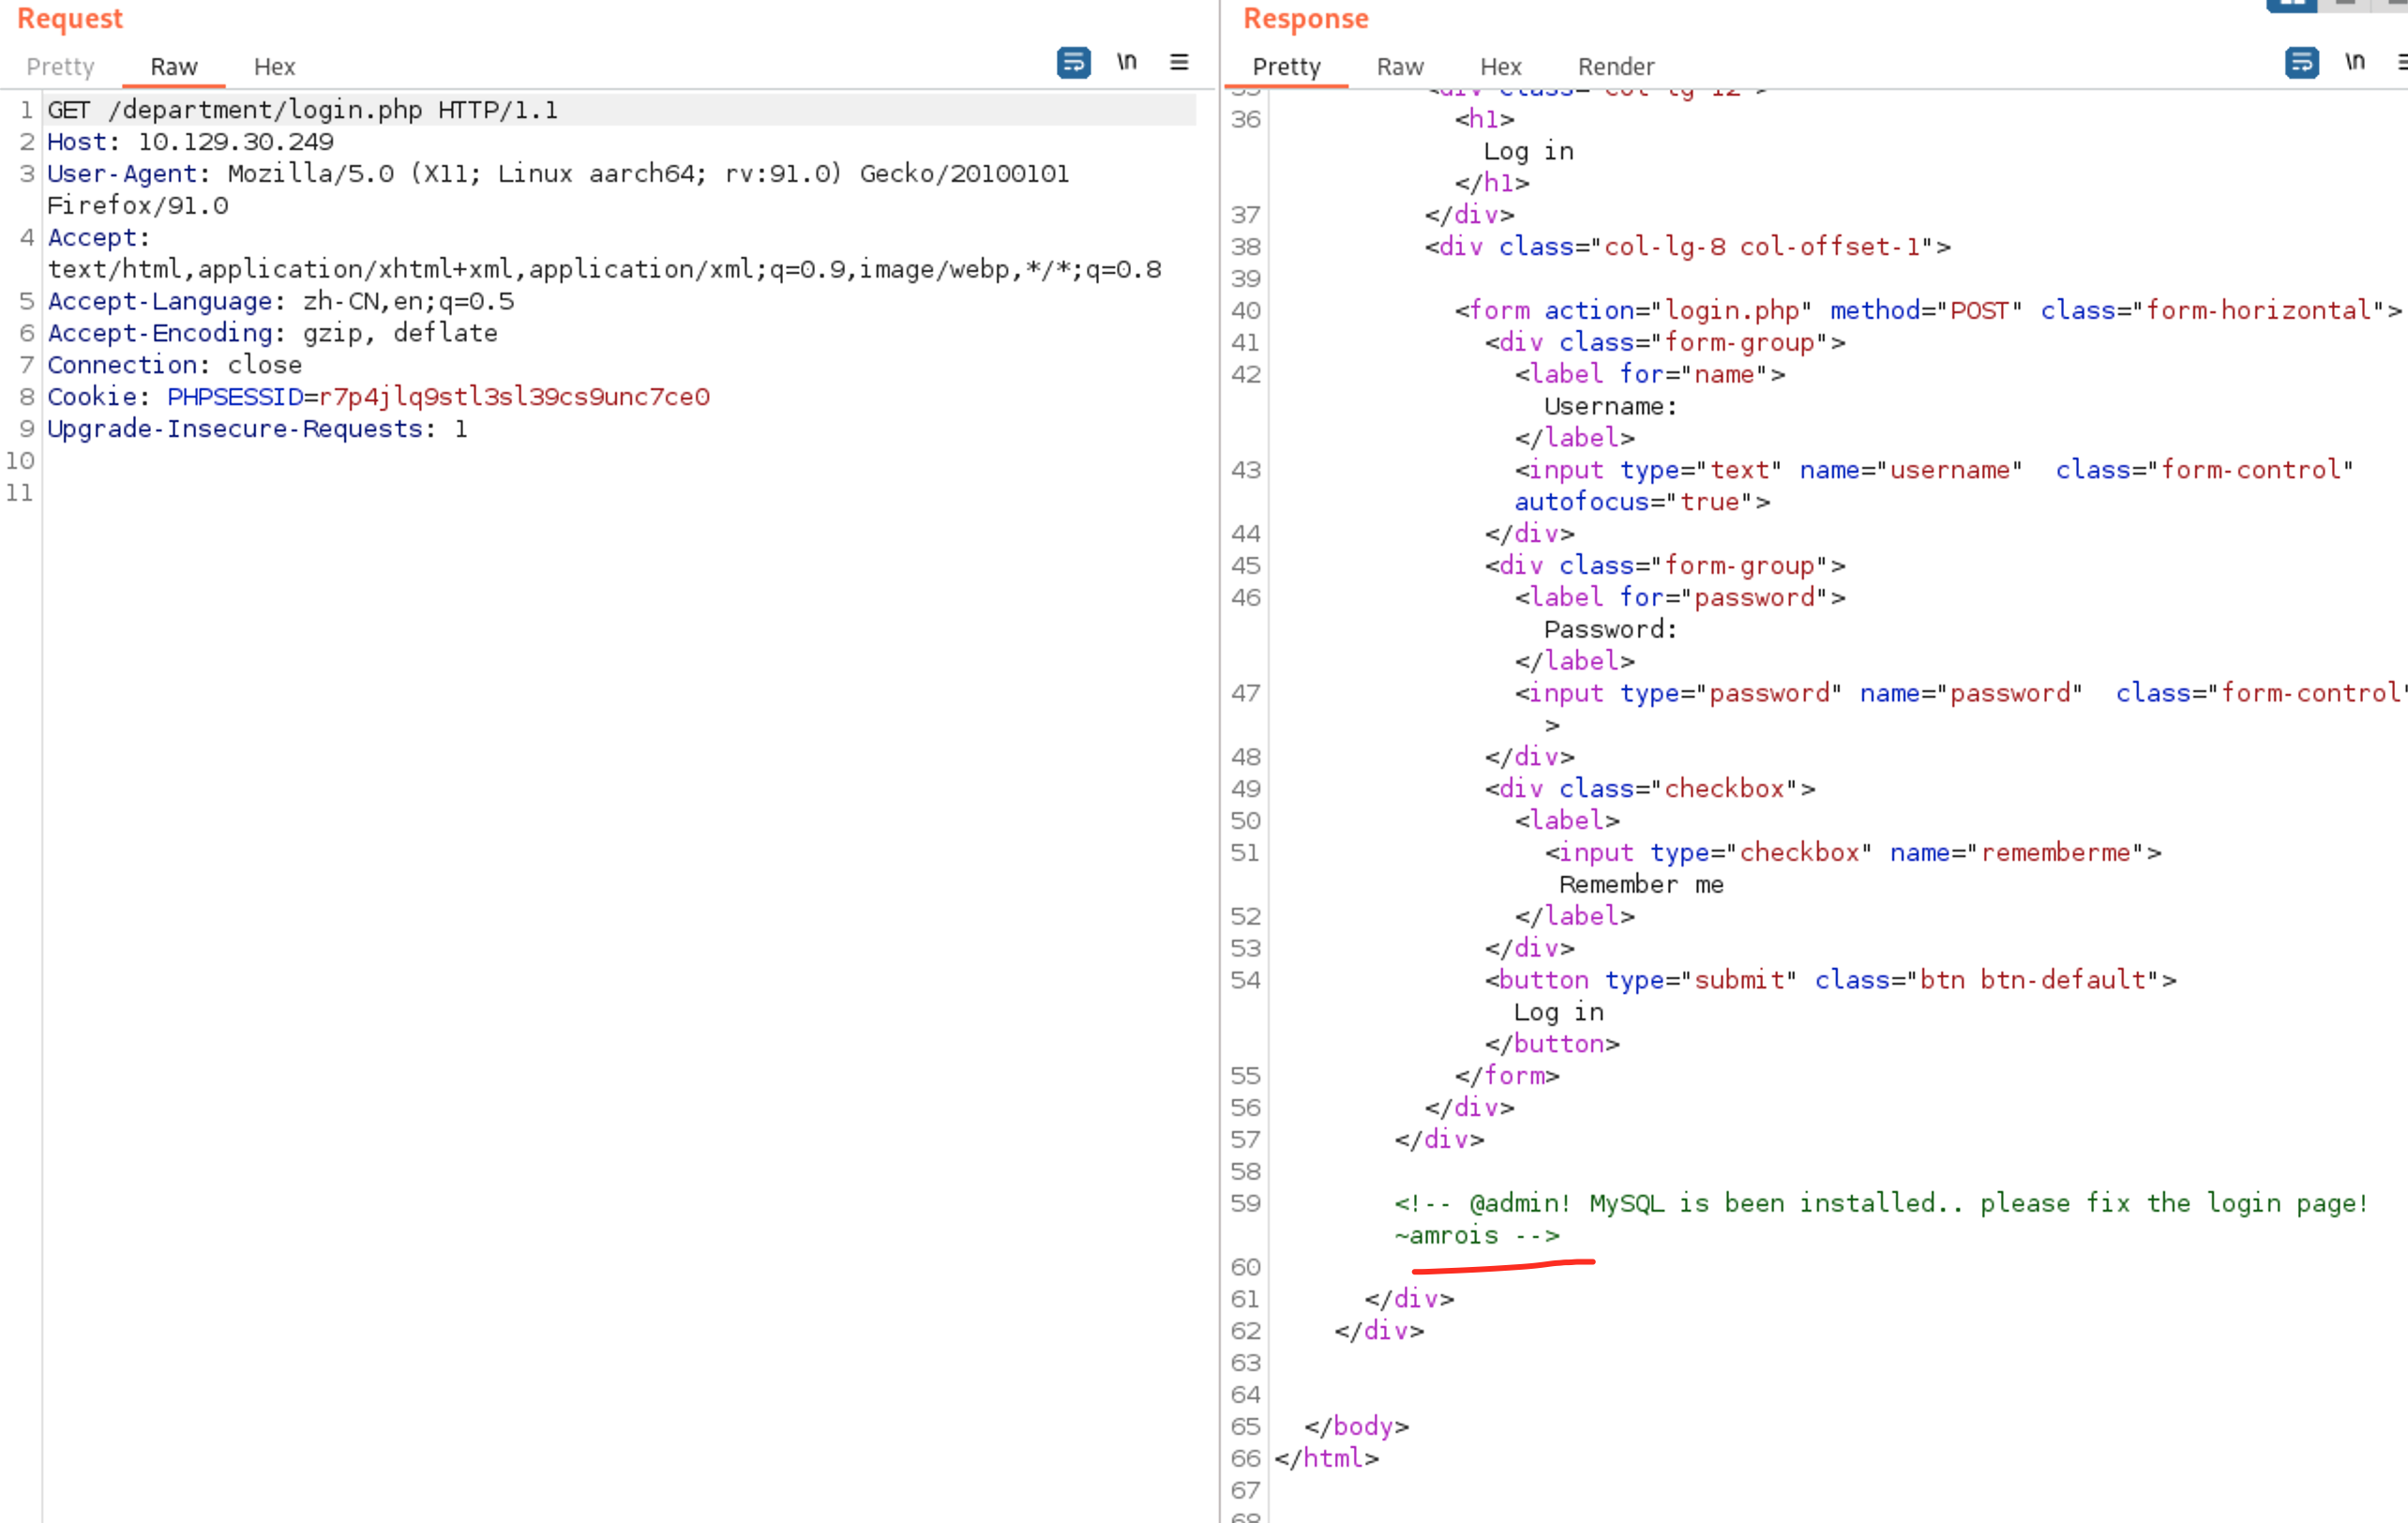 Request
Pretty Raw Hex \n
1 GET /department/login.php HTTP/1.1
2 Host: 10.129.30.249
3 User-Agent: Mozilla/5.0 (X11; Linux aarch64; rv:91.0) Gecko/20100101
Firefox/91.0
4 Accept:
text/html,application/xhtml+xml,application/xml;q=0.9,image/webp,*/*;q=0.8
5 Accept-Language: zh-CN,en;q=0.5
6 Accept-Encoding: gzip, deflate
7 Connection: close
8 Cookie: PHPSESSID=r7p4jlq9stl3sl39cs9unc7ce0
9 Upgrade-Insecure-Requests: 1
10
11
Response
Pretty Raw Hex Render \n
35 <div class="col-lg-12">
36 <h1>
Log in
</h1>
37 </div>
38 <div class="col-lg-8 col-offset-1">
39
40 <form action="login.php" method="POST" class="form-horizontal">
41 <div class="form-group">
42 <label for="name">
Username:
</label>
43 <input type="text" name="username"  class="form-control"
autofocus="true">
44 </div>
45 <div class="form-group">
46 <label for="password">
Password:
</label>
47 <input type="password" name="password"  class="form-control"
>
48 </div>
49 <div class="checkbox">
50 <label>
51 <input type="checkbox" name="rememberme">
Remember me
52 </label>
53 </div>
54 <button type="submit" class="btn btn-default">
Log in
</button>
55 </form>
56 </div>
57 </div>
58
59 <!-- @admin! MySQL is been installed.. please fix the login page!
~amrois -->
60
61 </div>
62 </div>
63
64
65 </body>
66 </html>
67
68